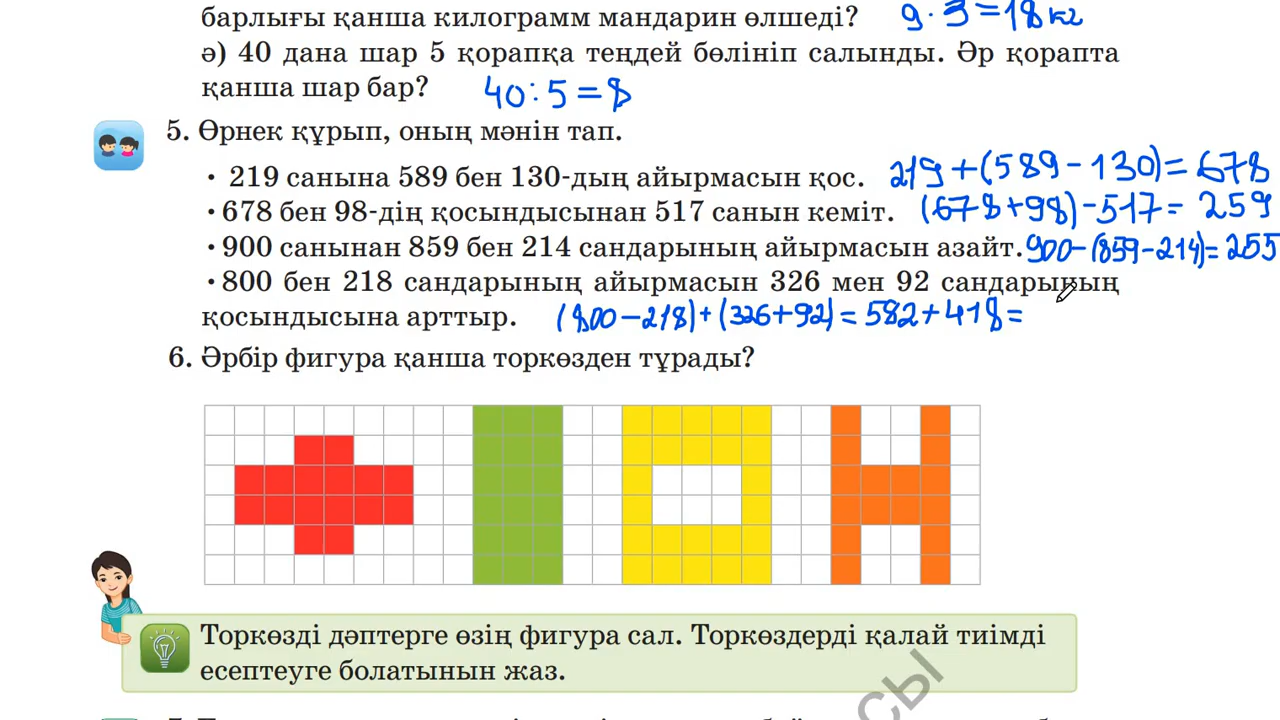 барлығы қанша килограмм мандарин өлшеді? 9 · 3 = 18 кг
ә) 40 дана шар 5 қорапқа теңдей бөлініп салынды. Әр қорапта
қанша шар бар? 40 : 5 = 8
5. Өрнек құрып, оның мәнін тап.
• 219 санына 589 бен 130-дың айырмасын қос. 219 + (589 - 130) = 678
• 678 бен 98-дің қосындысынан 517 санын кеміт. (678 + 98) - 517 = 259
• 900 санынан 859 бен 214 сандарының айырмасын азайт. 900 - (859 - 214) = 255
• 800 бен 218 сандарының айырмасын 326 мен 92 сандарының
қосындысына арттыр. (800 - 218) + (326 + 92) = 582 + 418 =
6. Әрбір фигура қанша торкөзден тұрады?
Торкөзді дәптерге өзің фигура сал. Торкөздерді қалай тиімді
есептеуге болатынын жаз.
СЫ